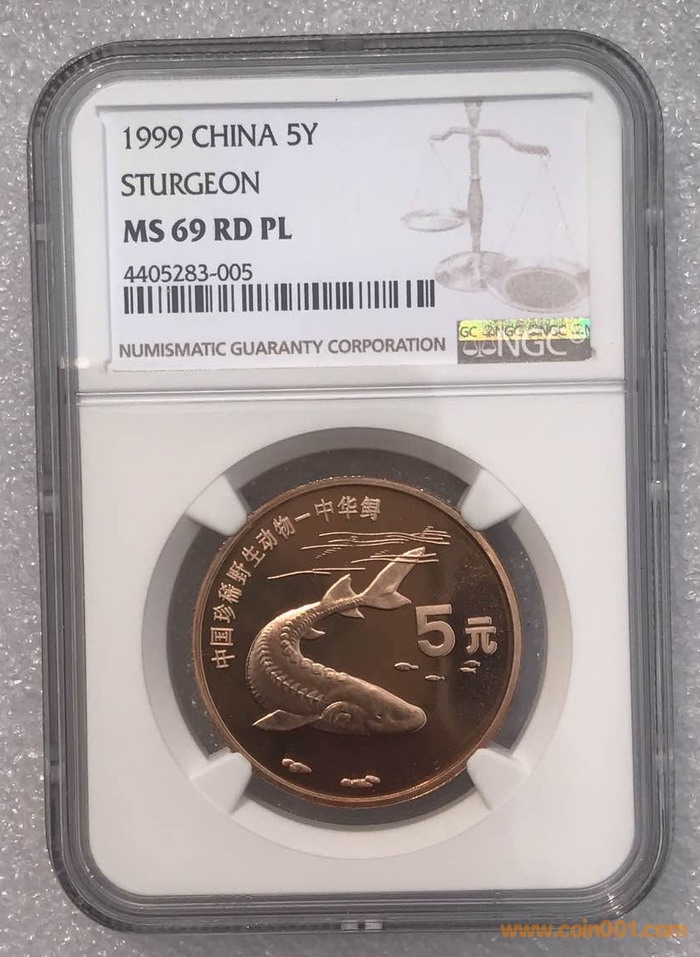 1999 CHINA 5Y
STURGEON
MS 69 RD PL
4405283-005
NUMISMATIC GUARANTY CORPORATION
NGC
中国珍稀野生动物一中华鲟
5元
www.coin001.com